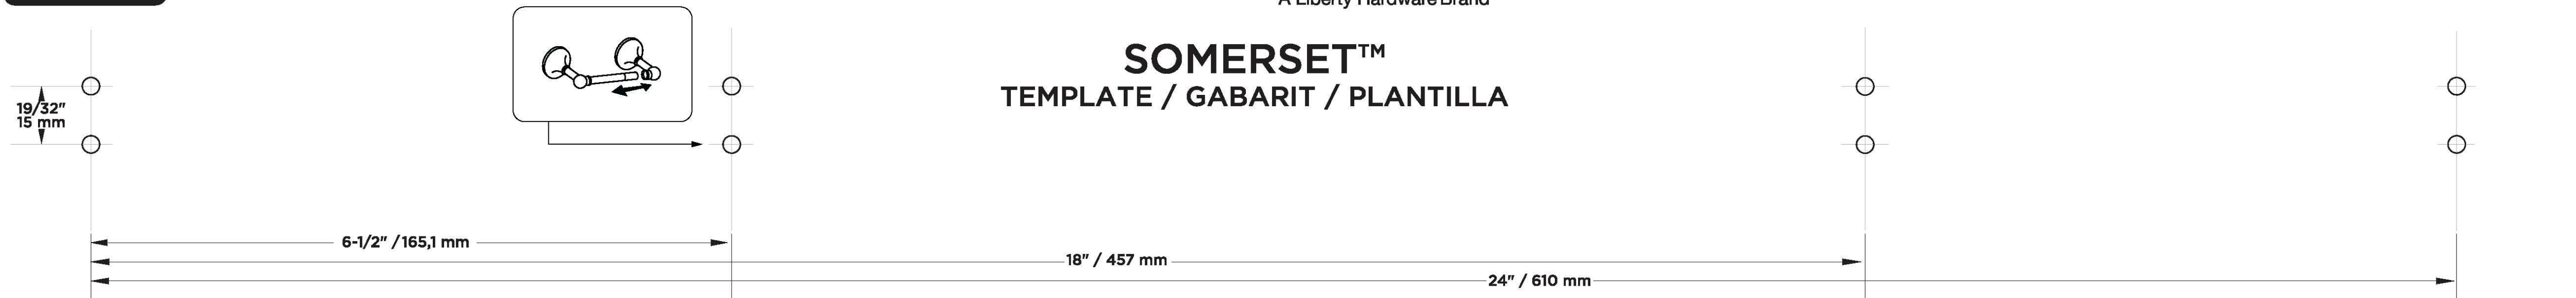 A Liberty Hardware Brand
SOMERSET™
TEMPLATE / GABARIT / PLANTILLA
19/32"
15 mm
6-1/2" / 165,1 mm
18" / 457 mm
24" / 610 mm